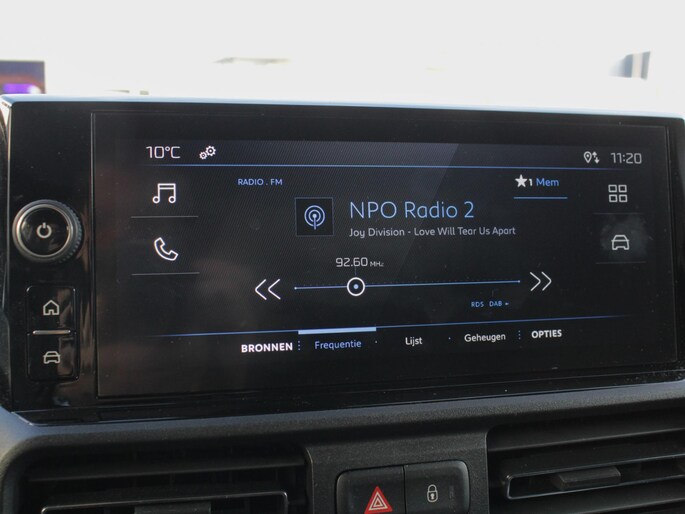 10°C
11:20
RADIO . FM
1 Mem
NPO Radio 2
Joy Division - Love Will Tear Us Apart
92.60 MHz
RDS DAB
BRONNEN Frequentie Lijst Geheugen OPTIES